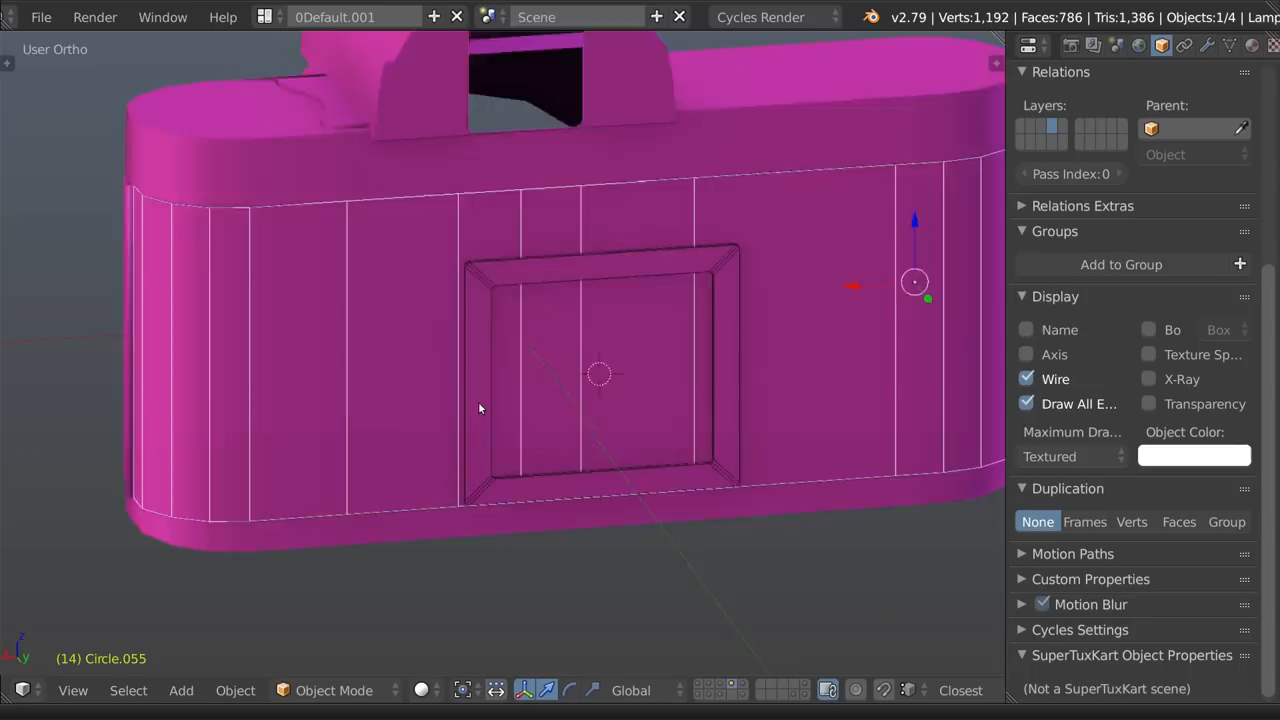 File Render Window Help 0Default.001 Scene Cycles Render v2.79 | Verts:1,192 | Faces:786 | Tris:1,386 | Objects:1/4 | Lamp
User Ortho
Relations
Layers: Parent:
Object
Pass Index: 0
Relations Extras
Groups
Add to Group
Display
Name Bo Box
Axis Texture Sp...
Wire X-Ray
Draw All E... Transparency
Maximum Dra... Object Color:
Textured
Duplication
None Frames Verts Faces Group
Motion Paths
Custom Properties
Motion Blur
Cycles Settings
SuperTuxKart Object Properties
(Not a SuperTuxKart scene)
z
y
(14) Circle.055
View Select Add Object Object Mode Global Closest